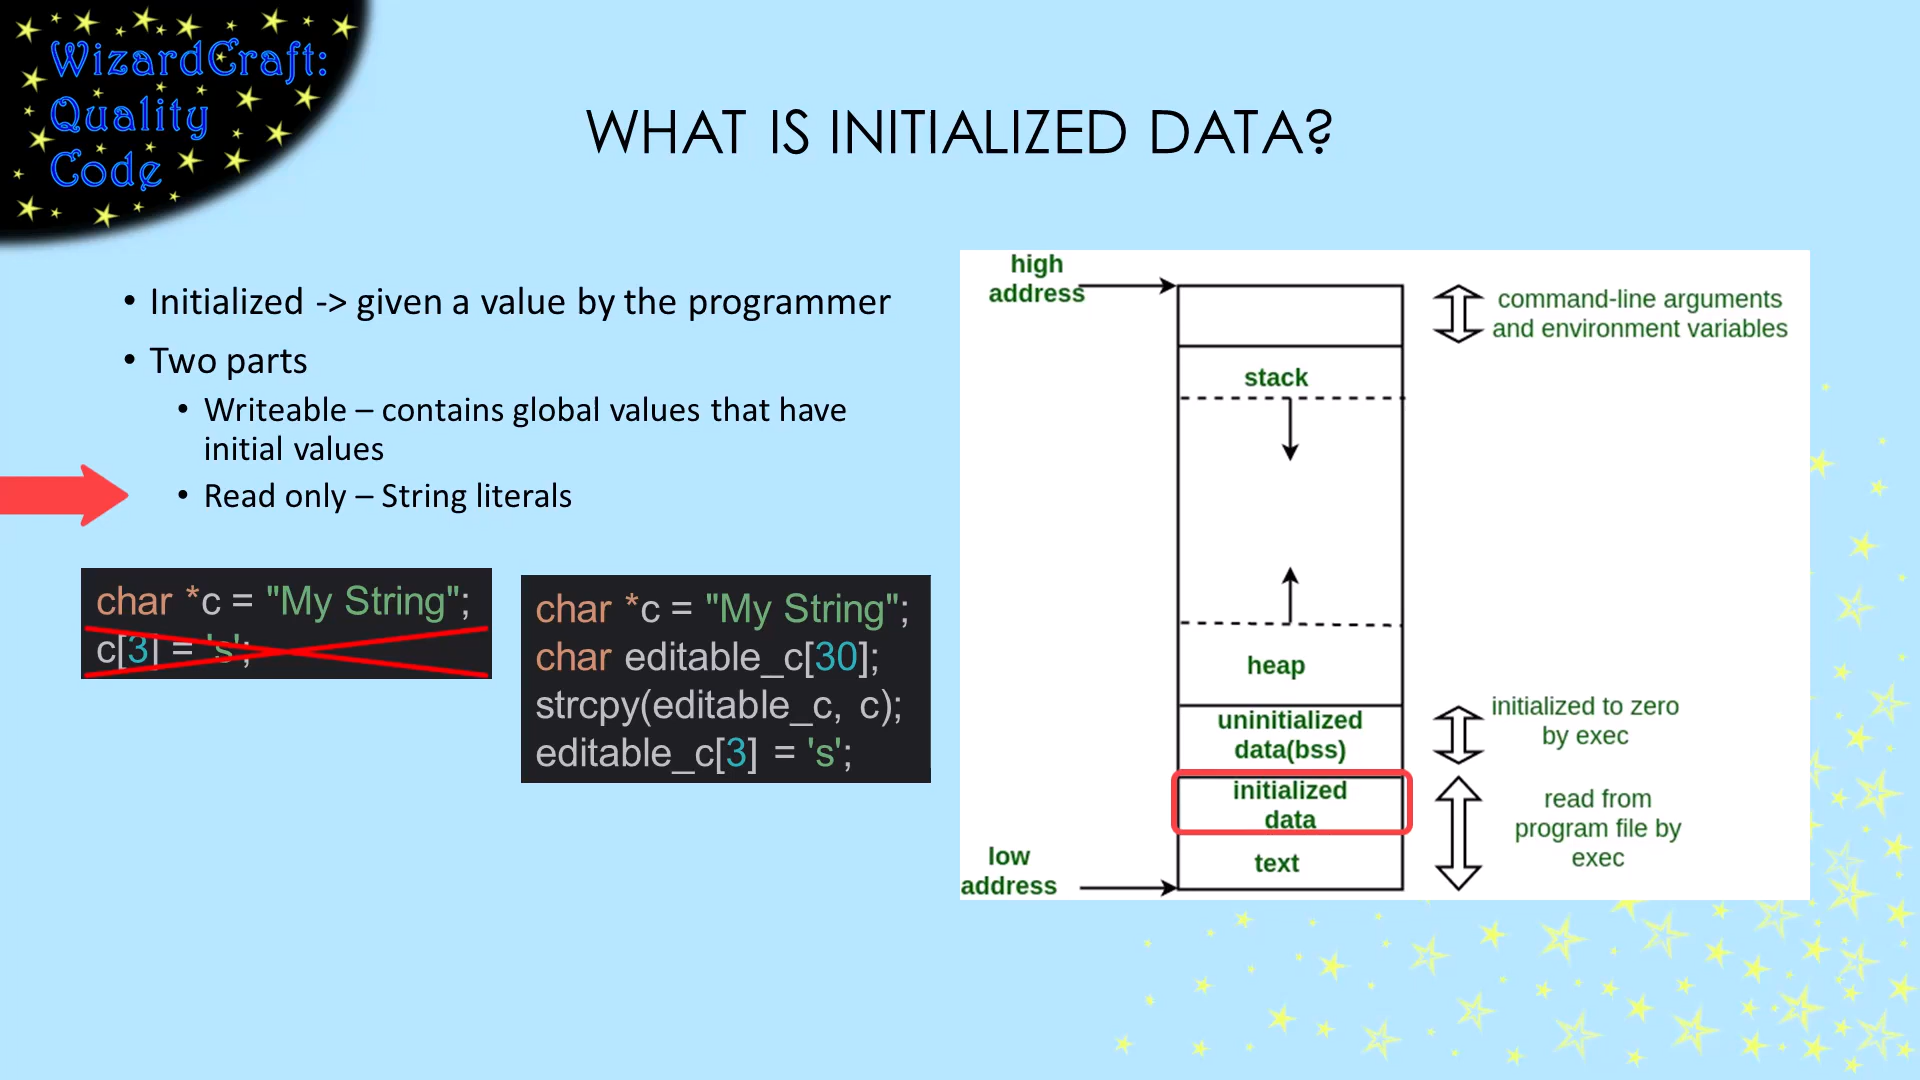 WizardCraft:
Quality
Code
WHAT IS INITIALIZED DATA?
• Initialized -> given a value by the programmer
• Two parts
• Writeable – contains global values that have
initial values
• Read only – String literals
char *c = "My String";
c[3] = 's';
char *c = "My String";
char editable_c[30];
strcpy(editable_c, c);
editable_c[3] = 's';
high
address
command-line arguments
and environment variables
stack
heap
uninitialized
data(bss)
initialized to zero
by exec
initialized
data
read from
program file by
exec
text
low
address